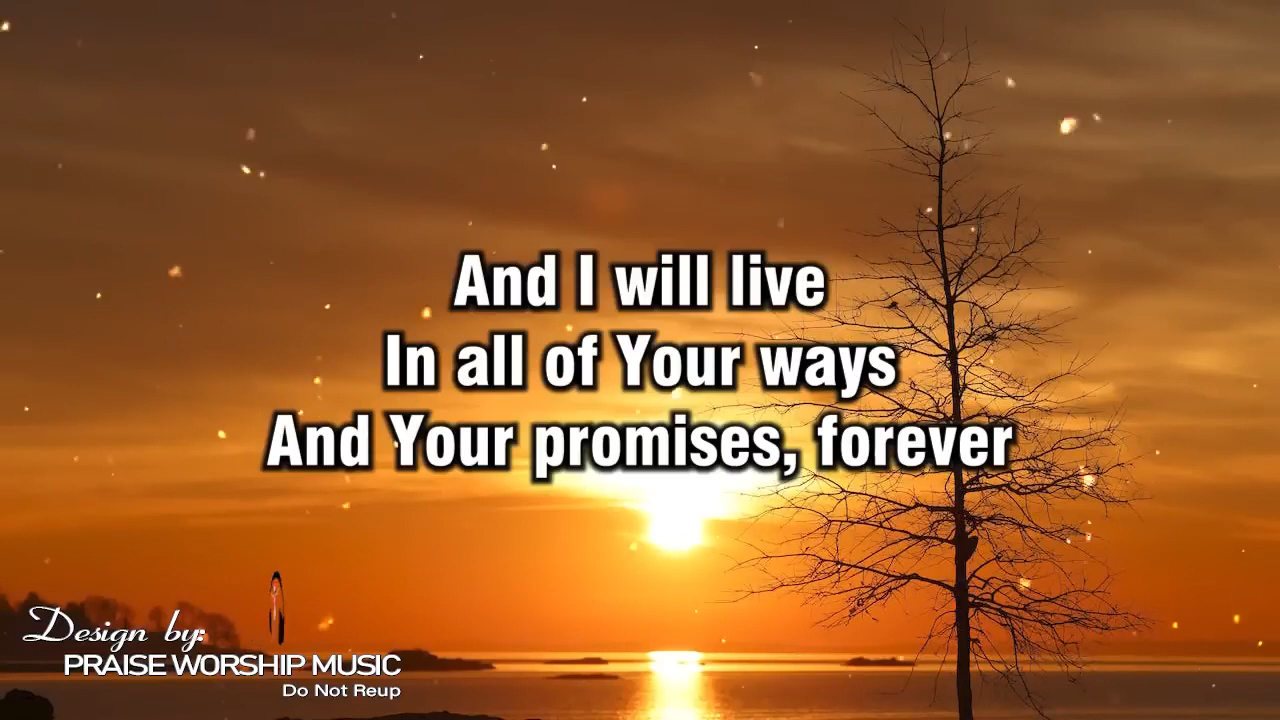 And I will live
In all of Your ways
And Your promises, forever
Design by:
PRAISE WORSHIP MUSIC
Do Not Reup